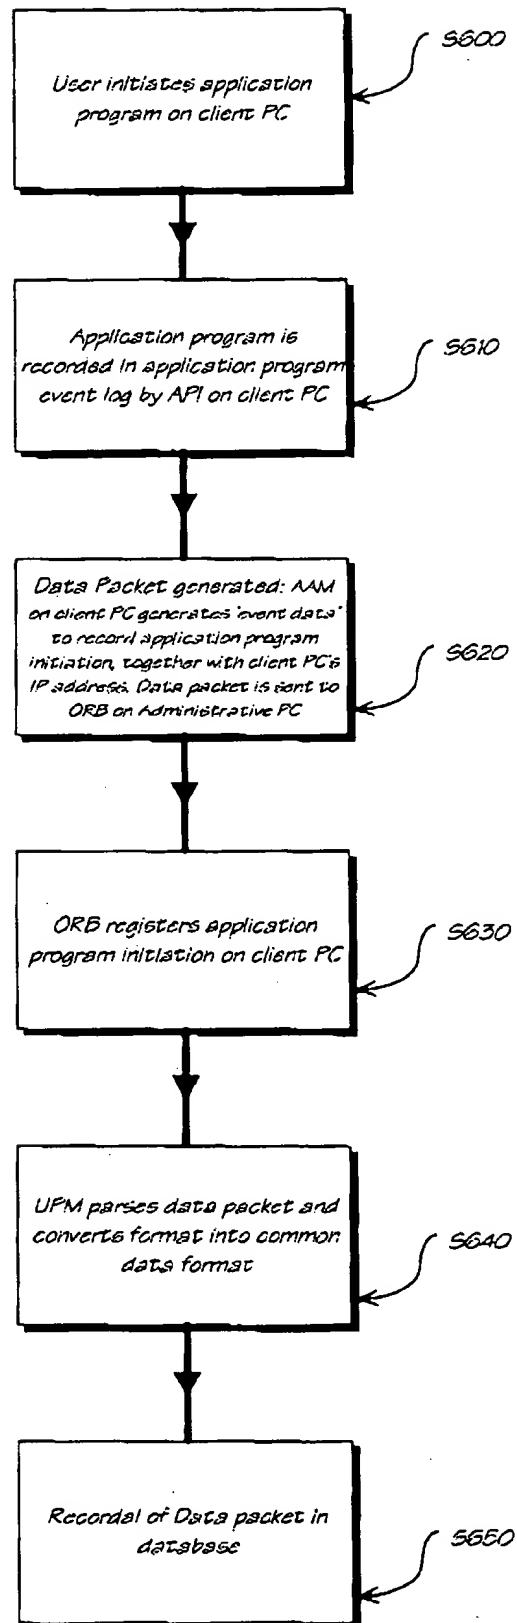 User initiates application
program on client PC
S600
Application program is
recorded in application program
event log by API on client PC
S610
Data Packet generated: AAM
on client PC generates 'event data'
to record application program
initiation, together with client PC's
IP address. Data packet is sent to
ORB on Administrative PC
S620
ORB registers application
program initiation on client PC
S630
UPM parses data packet and
converts format into common
data format
S640
Recordal of Data packet in
database
S650